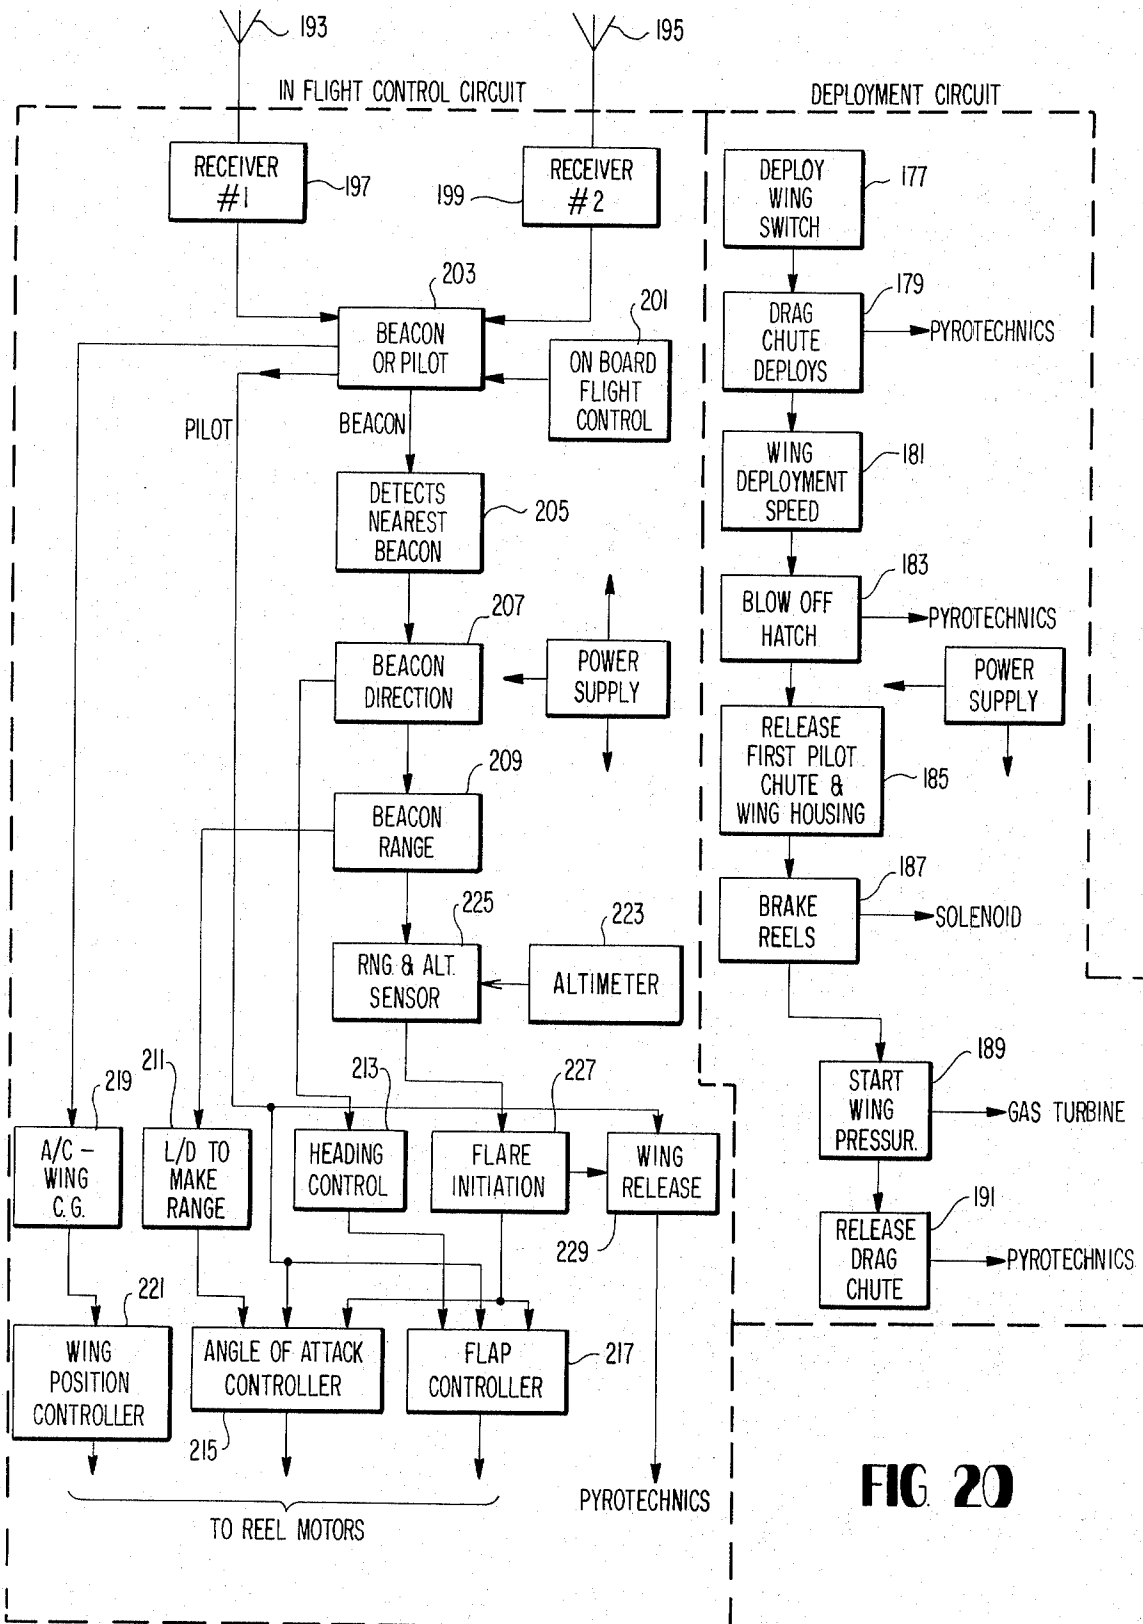 193
195
IN FLIGHT CONTROL CIRCUIT
DEPLOYMENT CIRCUIT
RECEIVER
#1
197
199
RECEIVER
#2
DEPLOY
WING
SWITCH
177
203
BEACON
OR PILOT
201
ON BOARD
FLIGHT
CONTROL
DRAG
CHUTE
DEPLOYS
179
PYROTECHNICS
PILOT
BEACON
WING
DEPLOYMENT
SPEED
181
DETECTS
NEAREST
BEACON
205
BLOW OFF
HATCH
183
PYROTECHNICS
207
BEACON
DIRECTION
POWER
SUPPLY
POWER
SUPPLY
RELEASE
FIRST PILOT
CHUTE &
WING HOUSING
185
209
BEACON
RANGE
BRAKE
REELS
187
SOLENOID
225
RNG. & ALT.
SENSOR
223
ALTIMETER
START
WING
PRESSUR.
189
GAS TURBINE
219
A/C -
WING
C.G.
211
L/D TO
MAKE
RANGE
213
HEADING
CONTROL
227
FLARE
INITIATION
WING
RELEASE
229
RELEASE
DRAG
CHUTE
191
PYROTECHNICS
221
WING
POSITION
CONTROLLER
ANGLE OF ATTACK
CONTROLLER
215
FLAP
CONTROLLER
217
TO REEL MOTORS
PYROTECHNICS
FIG. 20